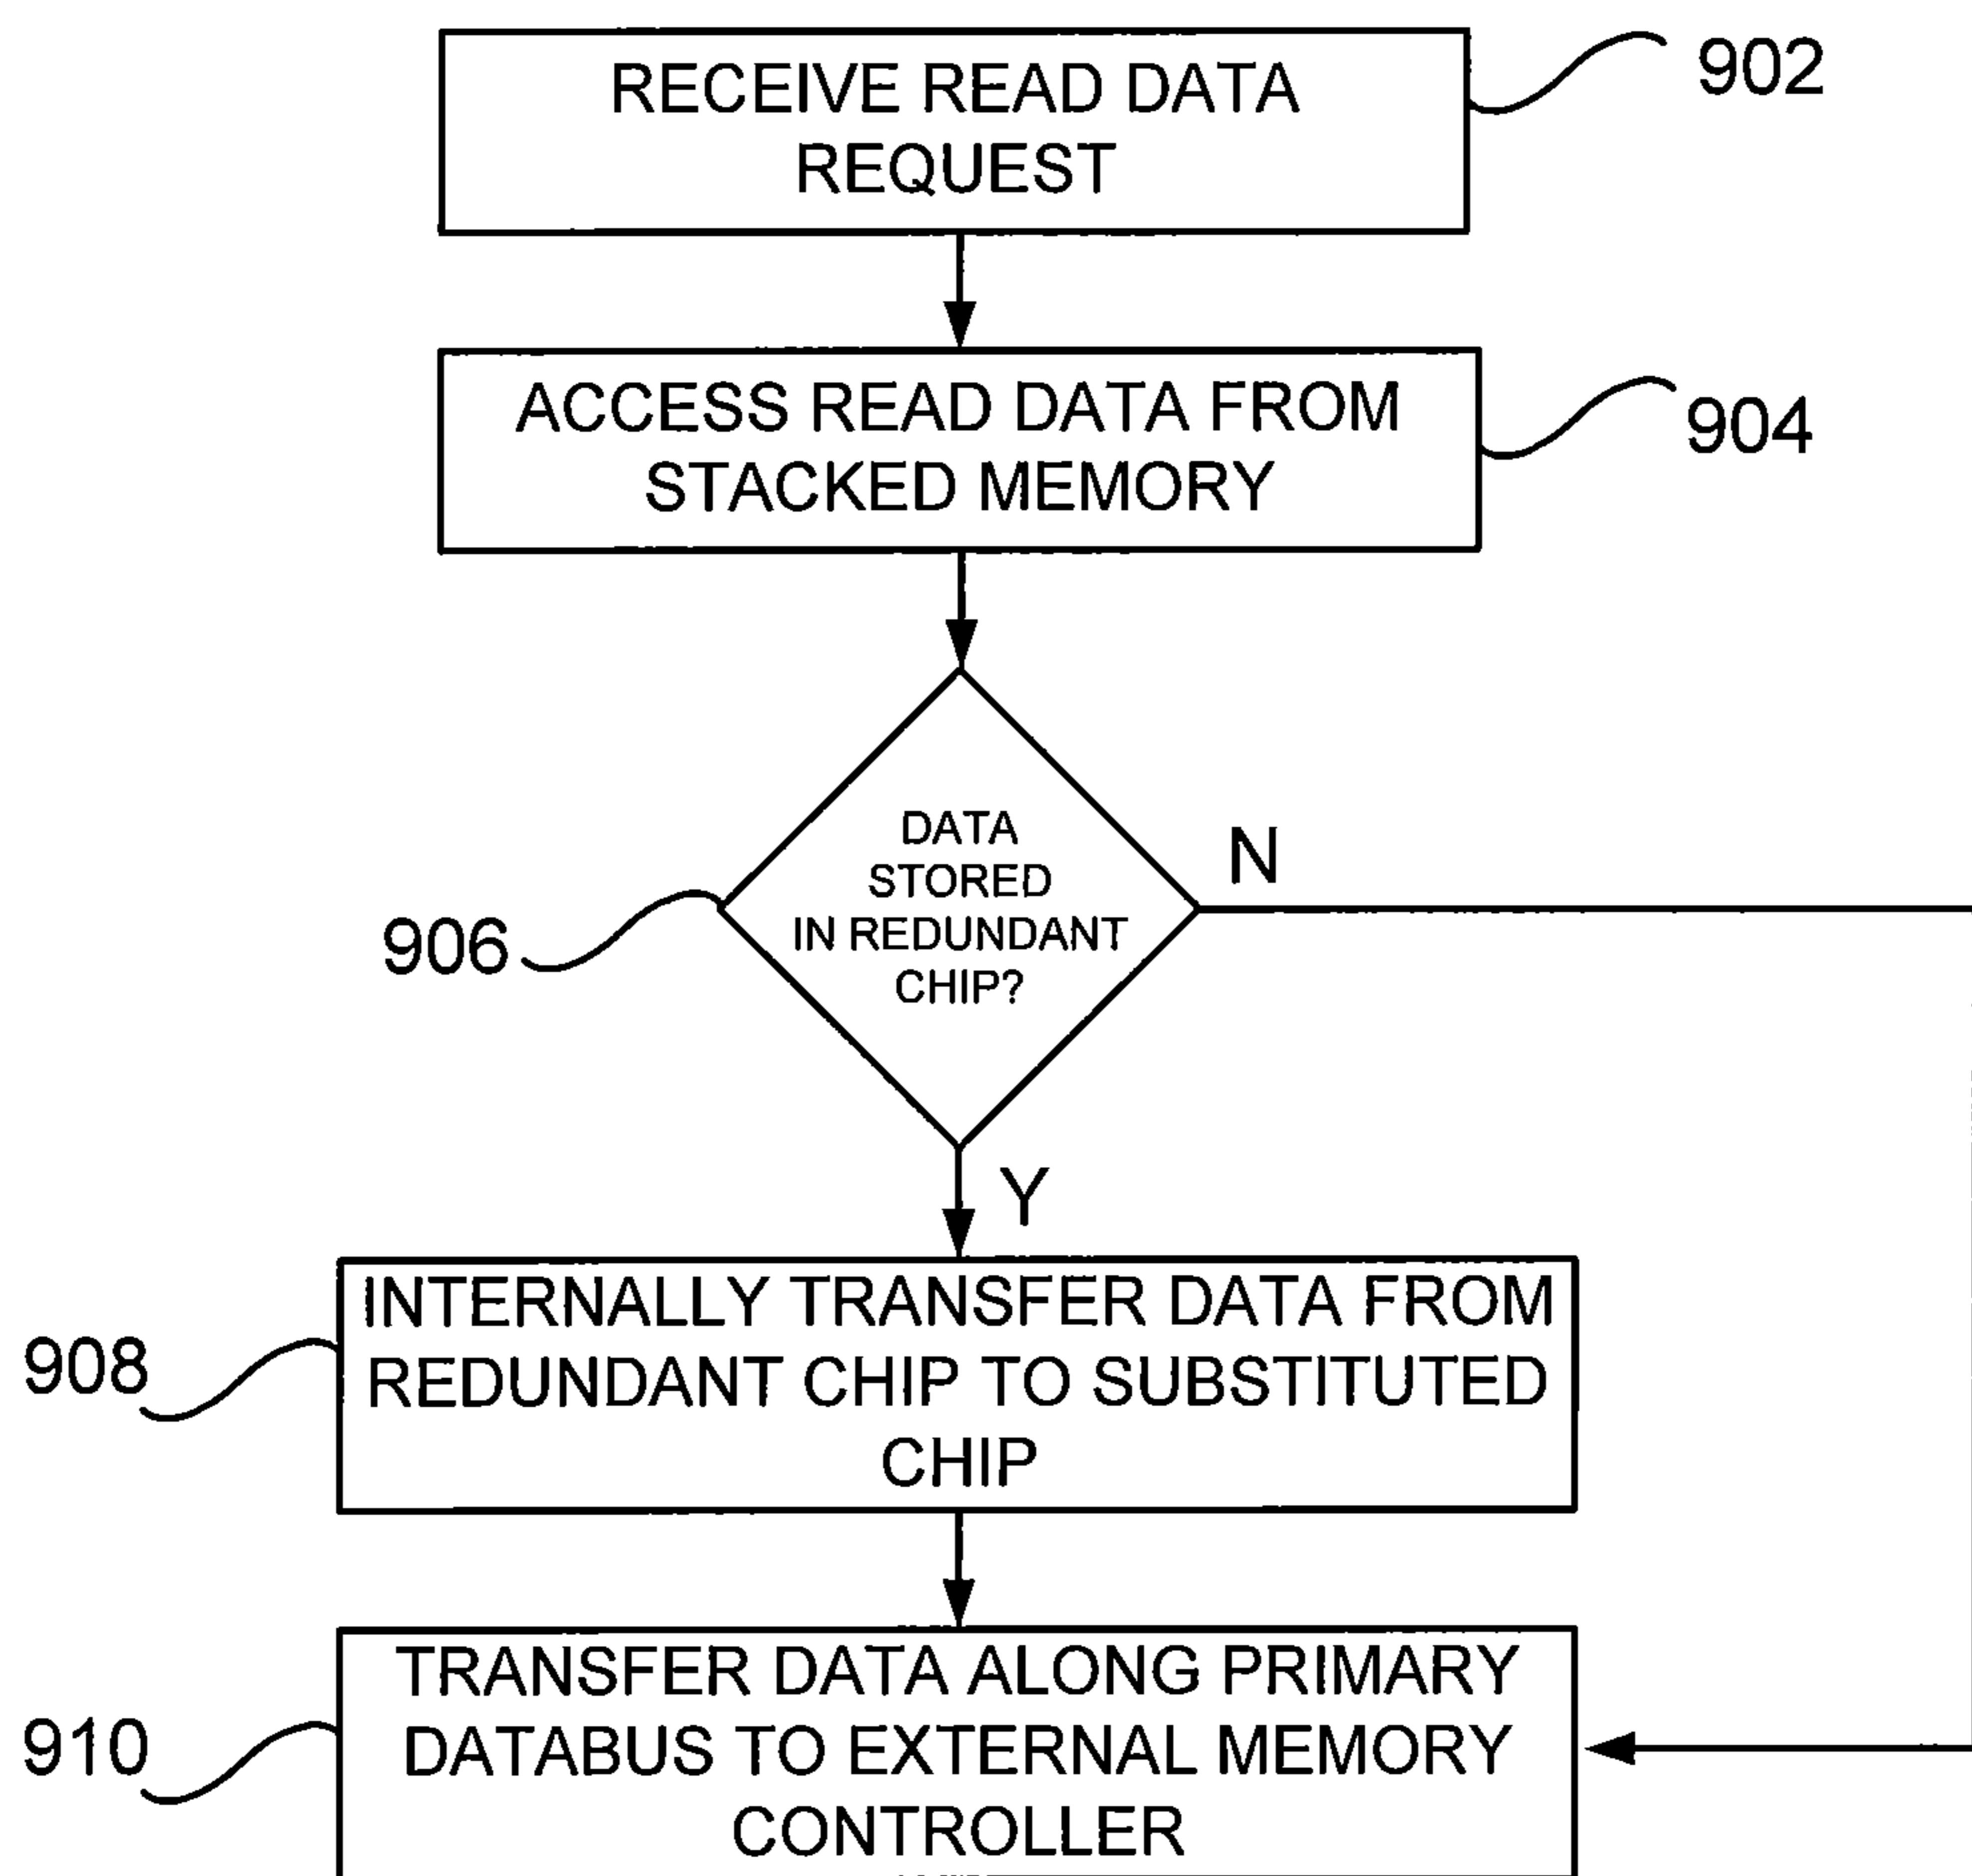 RECEIVE READ DATA
REQUEST
902
ACCESS READ DATA FROM
STACKED MEMORY
904
DATA
STORED
IN REDUNDANT
CHIP?
N
906
Y
INTERNALLY TRANSFER DATA FROM
REDUNDANT CHIP TO SUBSTITUTED
CHIP
908
TRANSFER DATA ALONG PRIMARY
DATABUS TO EXTERNAL MEMORY
CONTROLLER
910